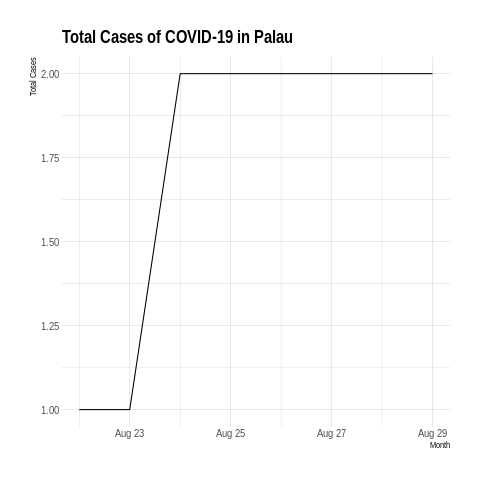 Total Cases of COVID-19 in Palau
Total Cases
2.00
1.75
1.50
1.25
1.00
Aug 23 Aug 25 Aug 27 Aug 29
Month